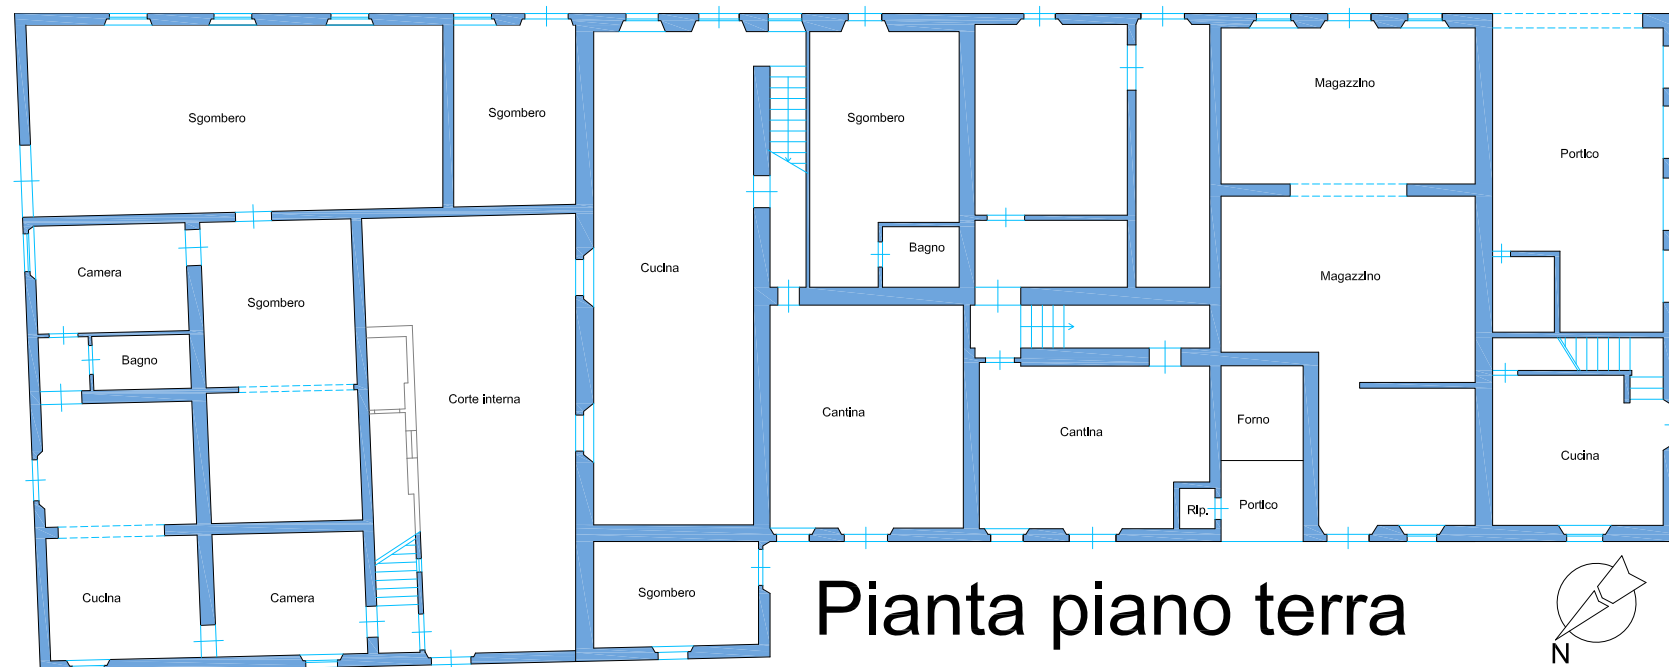 Magazzino
Sgombero
Sgombero
Sgombero
Portico
Bagno
Camera
Cucina
Magazzino
Sgombero
Bagno
Corte interna
Cantina
Forno
Cantina
Cucina
Portico
Rip.
Cucina
Camera
Sgombero
Pianta piano terra
N